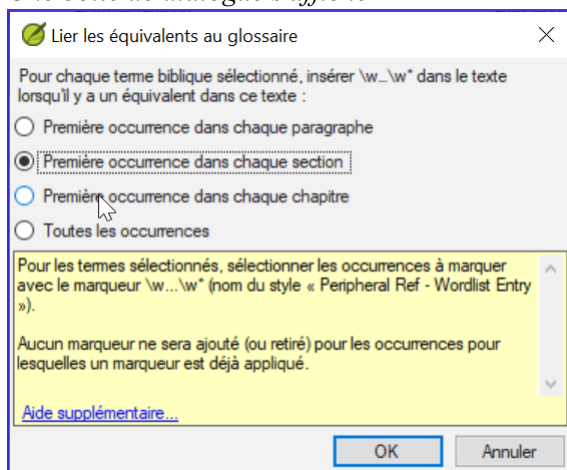 Lier les équivalents au glossaire
Pour chaque terme biblique sélectionné, insérer \w...\w* dans le texte
lorsqu'il y a un équivalent dans ce texte :
Première occurrence dans chaque paragraphe
Première occurrence dans chaque section
Première occurrence dans chaque chapitre
Toutes les occurrences
Pour les termes sélectionnés, sélectionner les occurrences à marquer
avec le marqueur \w...\w* (nom du style « Peripheral Ref - Wordlist Entry
»).
Aucun marqueur ne sera ajouté (ou retiré) pour les occurrences pour
lesquelles un marqueur est déjà appliqué.
Aide supplémentaire...
OK Annuler